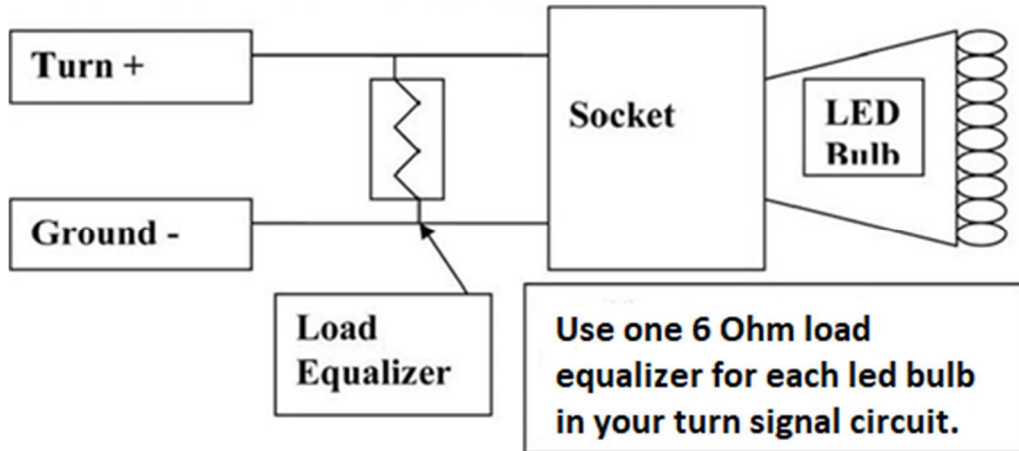 Turn +
Socket
LED
Bulb
Ground -
Load
Equalizer
Use one 6 Ohm load
equalizer for each led bulb
in your turn signal circuit.